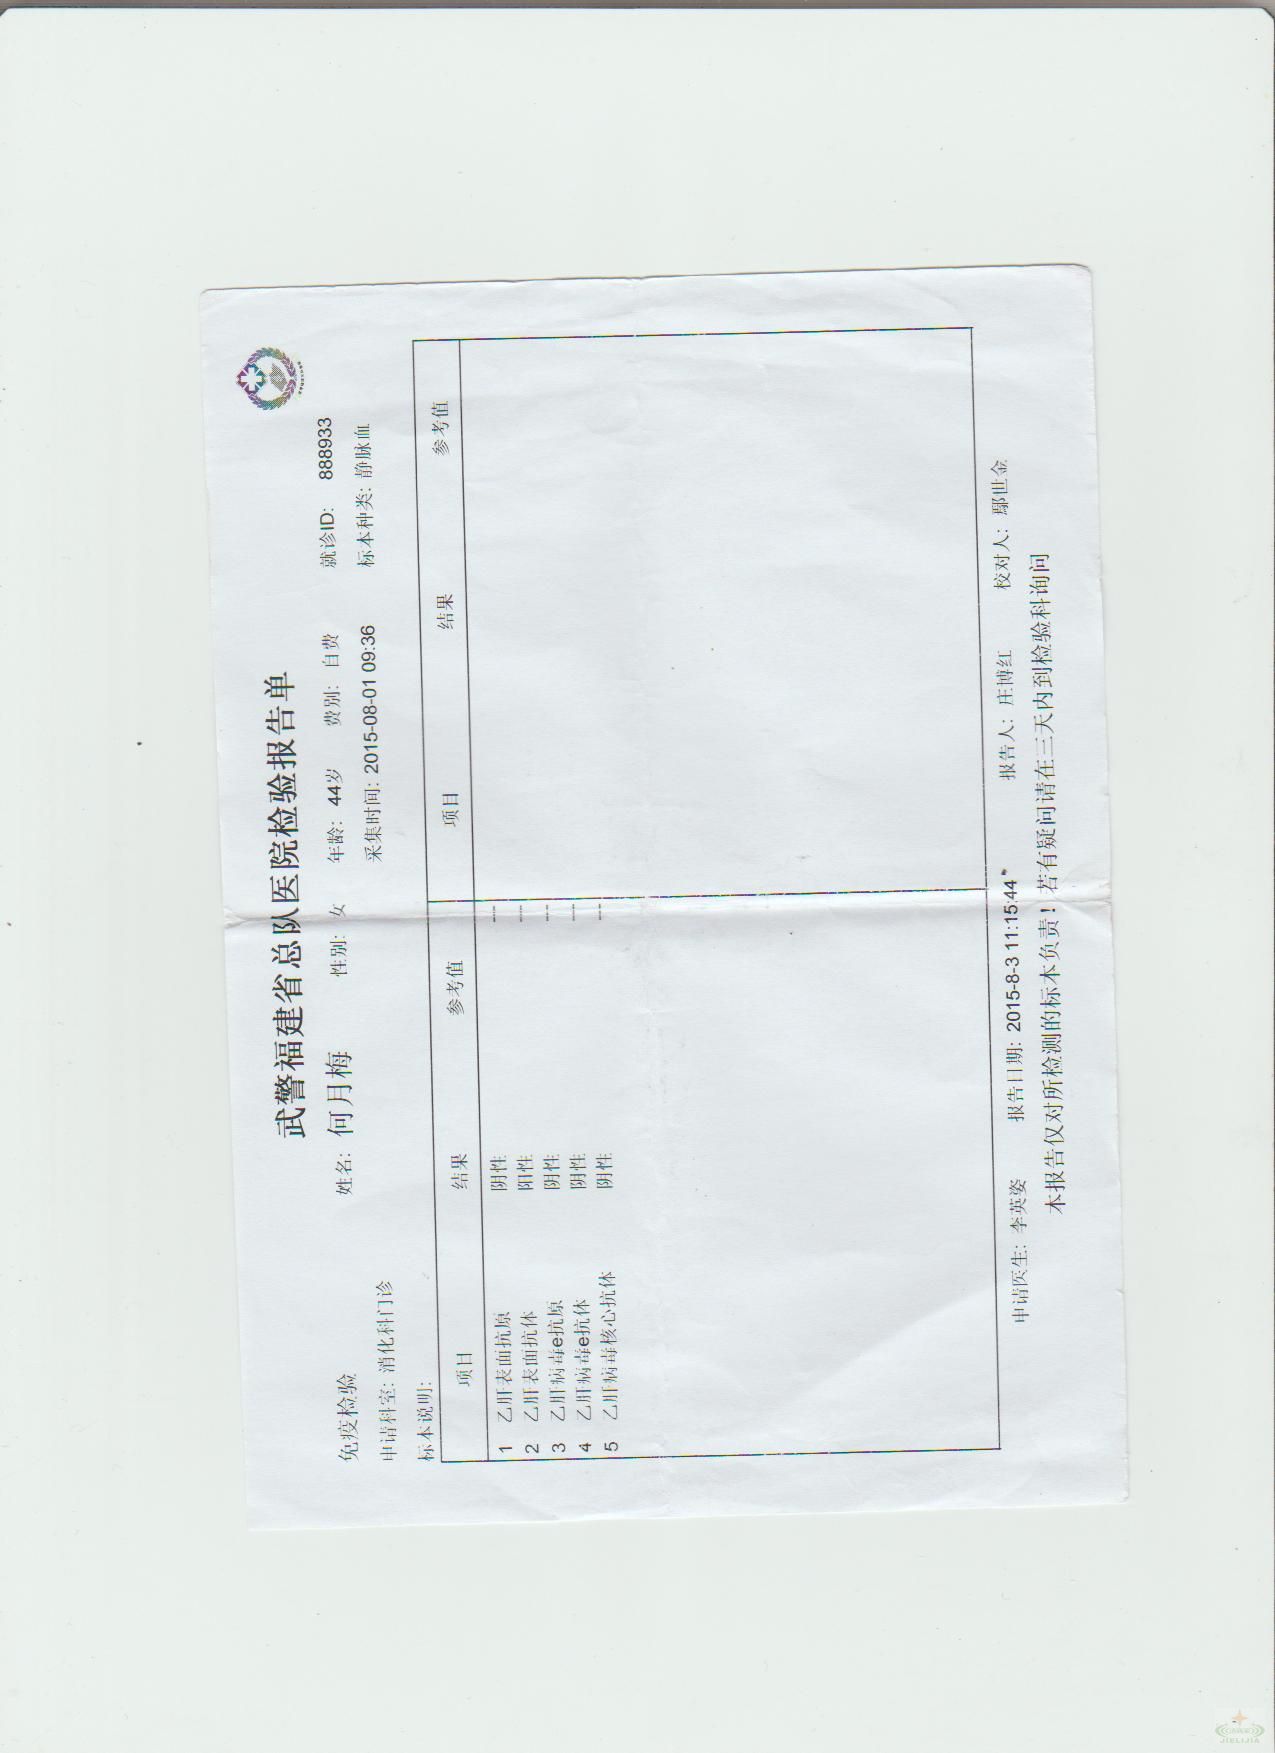 武警福建省总队医院检验报告单
免疫检验 姓名: 何月梅 性别: 女 年龄: 44岁 费别: 自费 就诊ID: 888933
申请科室: 消化科门诊 采集时间: 2015-08-01 09:36 标本种类: 静脉血
标本说明:
项目 结果 参考值 项目 结果 参考值
1 乙肝表面抗原 阴性 ---
2 乙肝表面抗体 阳性 ---
3 乙肝病毒e抗原 阴性 ---
4 乙肝病毒e抗体 阴性 ---
5 乙肝病毒核心抗体 阴性 ---
申请医生: 李英姿 报告日期: 2015-8-3 11:15:44 报告人: 庄博红 校对人: 鄢世金
本报告仅对所检测的标本负责！若有疑问请在三天内到检验科询问
JIELIJIA